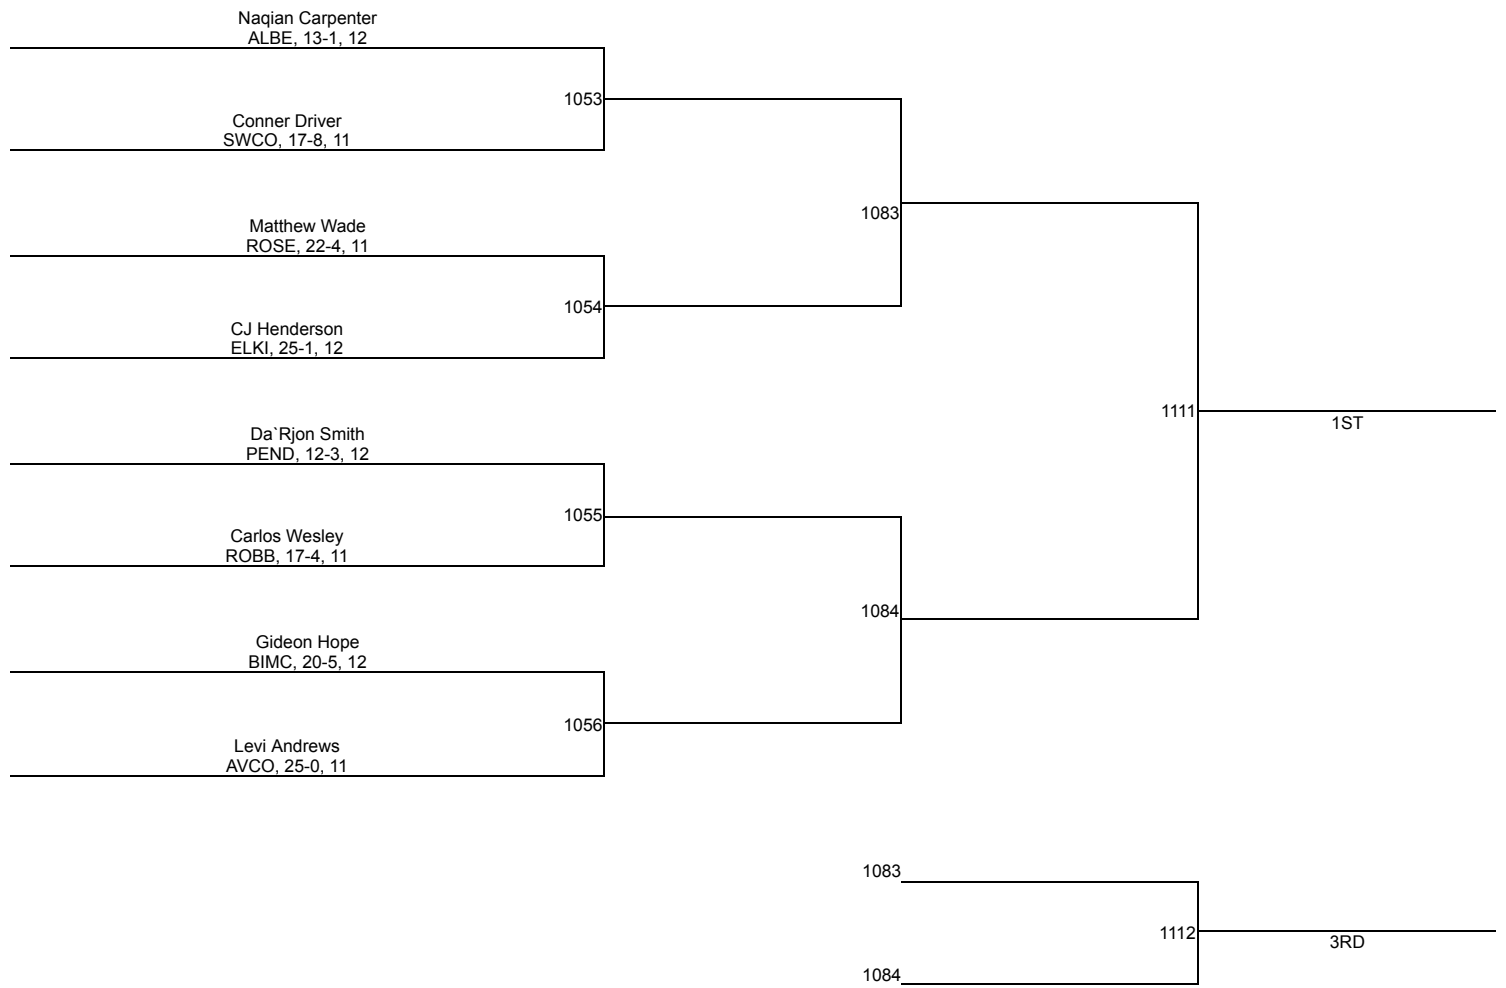 Naqian Carpenter
ALBE, 13-1, 12
1053
Conner Driver
SWCO, 17-8, 11
1083
Matthew Wade
ROSE, 22-4, 11
1054
CJ Henderson
ELKI, 25-1, 12
1111
1ST
Da`Rjon Smith
PEND, 12-3, 12
1055
Carlos Wesley
ROBB, 17-4, 11
1084
Gideon Hope
BIMC, 20-5, 12
1056
Levi Andrews
AVCO, 25-0, 11
1083
1112
3RD
1084